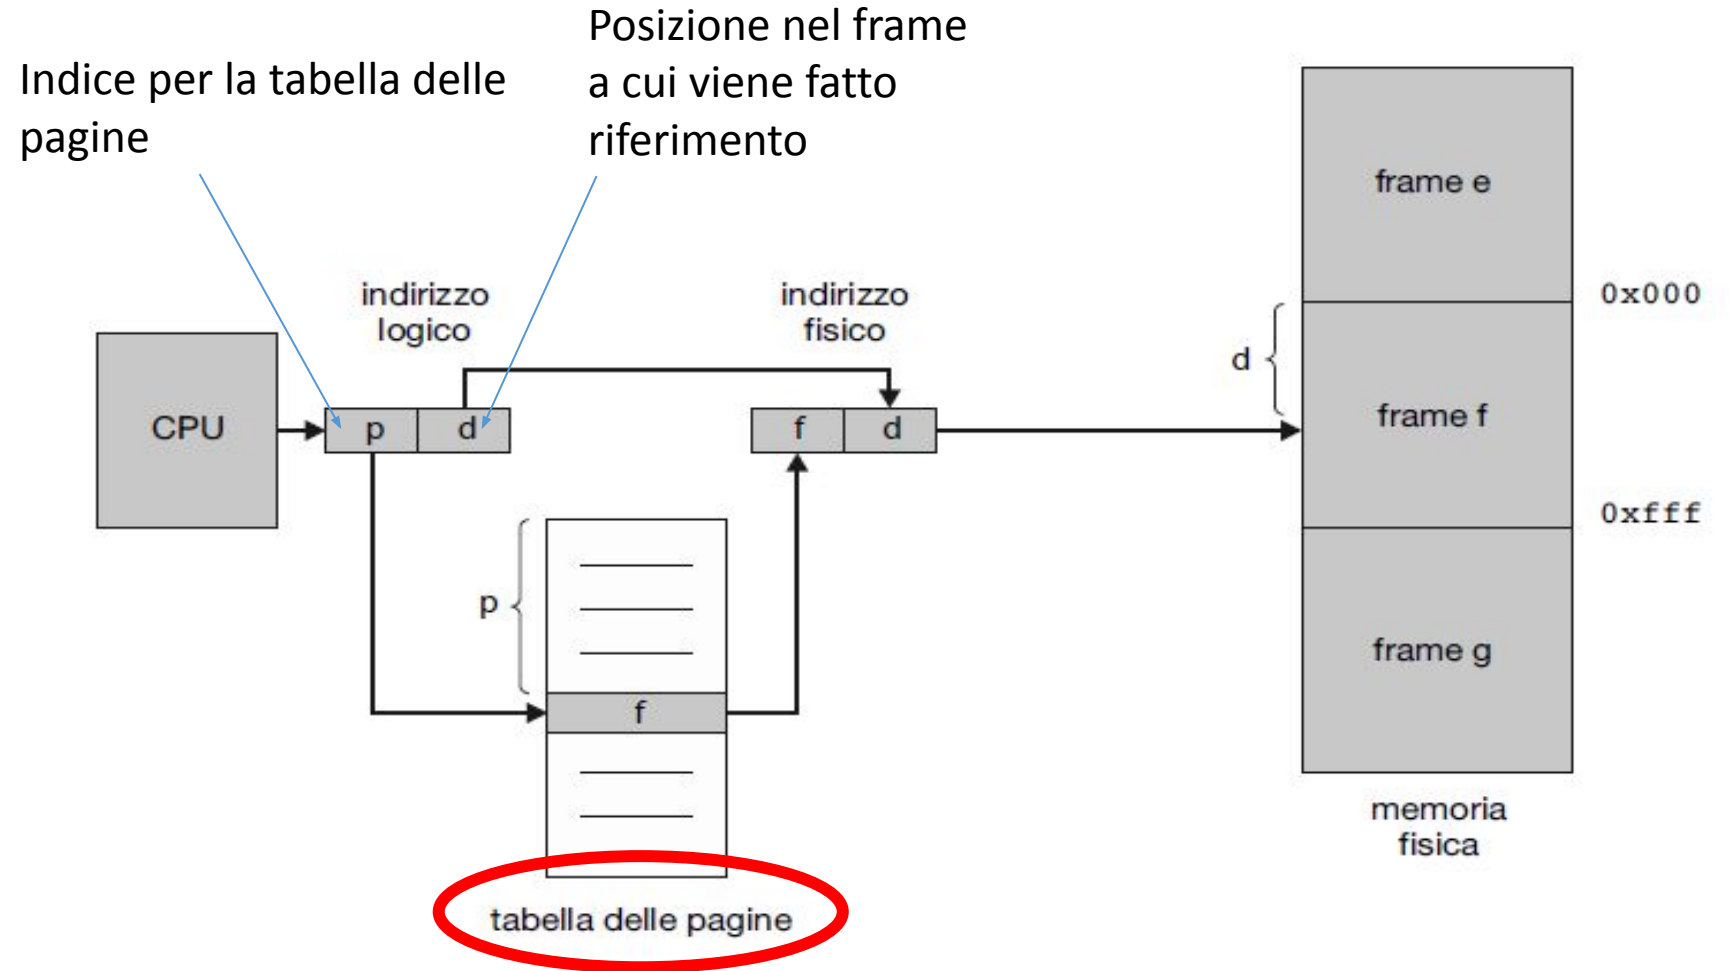 Posizione nel frame
a cui viene fatto
riferimento
Indice per la tabella delle
pagine
frame e
indirizzo
logico
indirizzo
fisico
0x000
d
CPU
p
d
f
d
frame f
0xfff
p
f
frame g
memoria
fisica
tabella delle pagine